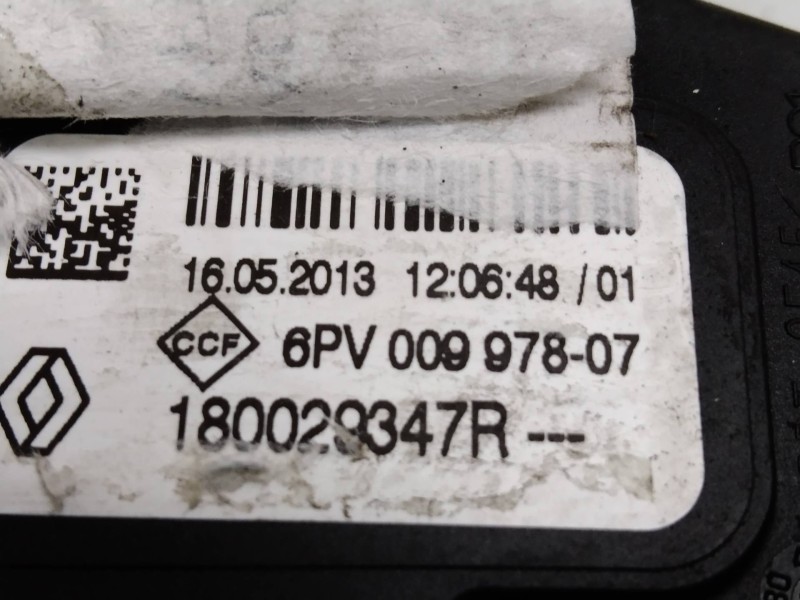 16.05.2013 12:06:48 /01
CCF 6PV 009 978-07
180029347R ---